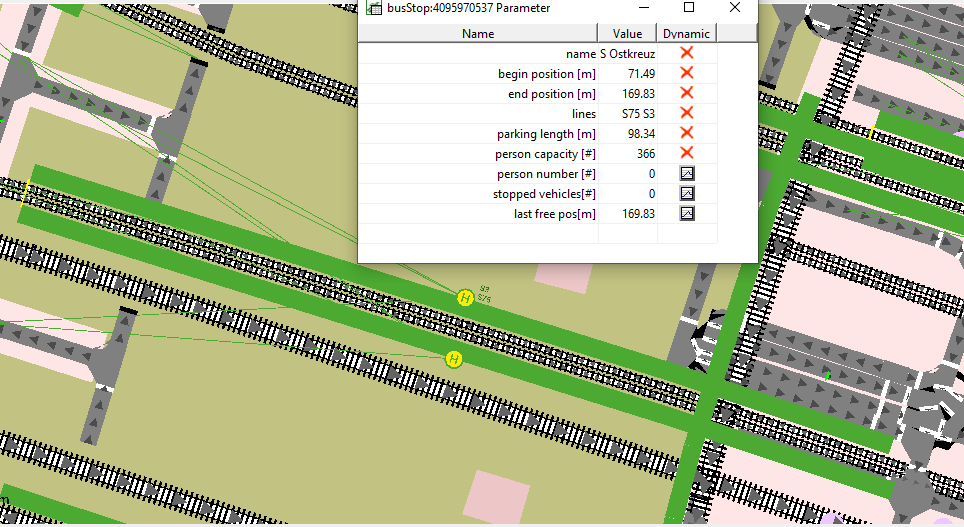 busStop:4095970537 Parameter
Name Value Dynamic
name S Ostkreuz
begin position [m] 71.49
end position [m] 169.83
lines S75 S3
parking length [m] 98.34
person capacity [#] 366
person number [#] 0
stopped vehicles[#] 0
last free pos[m] 169.83
H
S3
S75
H
m